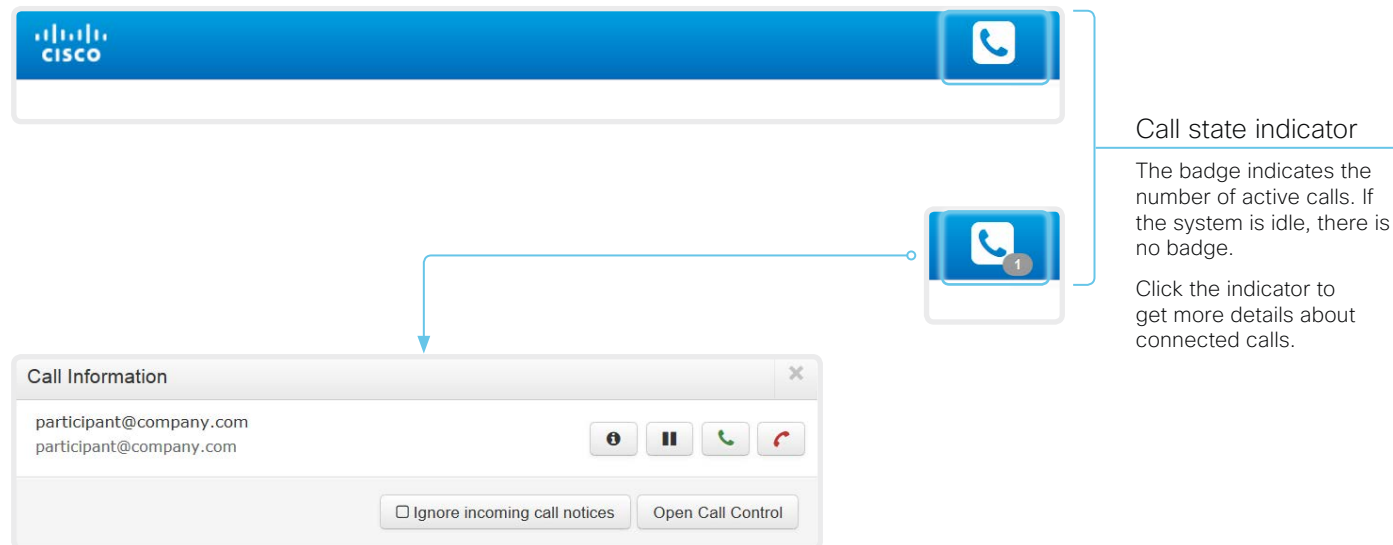 CISCO
Call state indicator
The badge indicates the
number of active calls. If
the system is idle, there is
no badge.
Click the indicator to
get more details about
connected calls.
1
Call Information
participant@company.com
participant@company.com
Ignore incoming call notices
Open Call Control